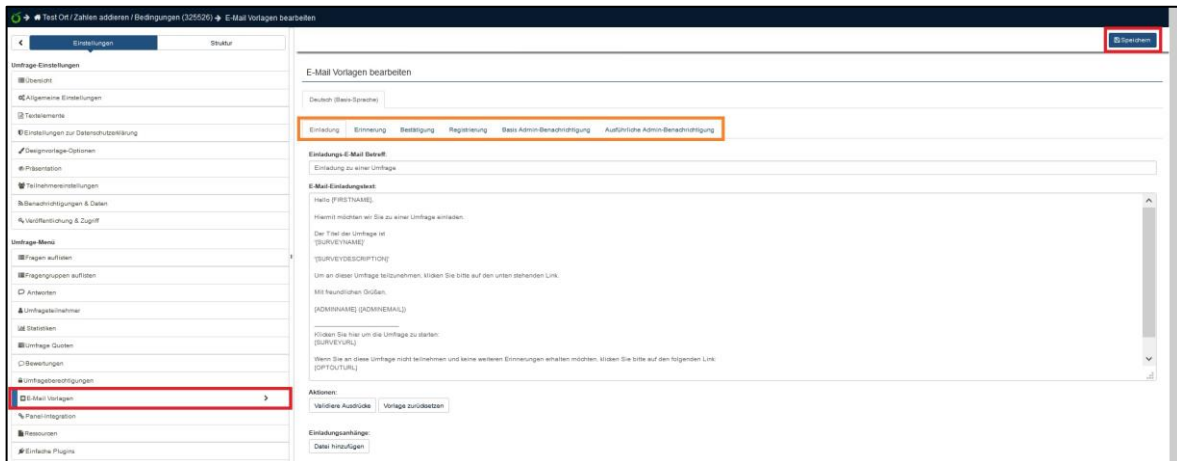 Test Ort / Zahlen addieren / Bedingungen (325526) E-Mail Vorlagen bearbeiten
Einstellungen
Struktur
Speichern
Umfrage-Einstellungen
Übersicht
Allgemeine Einstellungen
Textelemente
Einstellungen zur Datenschutzerklärung
Designvorlage-Optionen
Präsentation
Teilnehmereinstellungen
Benachrichtigungen & Daten
Veröffentlichung & Zugriff
Umfrage-Menü
Fragen auflisten
Fragengruppen auflisten
Antworten
Umfrageteilnehmer
Statistiken
Umfrage Quoten
Bewertungen
Umfrageberechtigungen
E-Mail Vorlagen
Panel-Integration
Ressourcen
Einfache Plugins
E-Mail Vorlagen bearbeiten
Deutsch (Basis-Sprache)
Einladung Erinnerung Bestätigung Registrierung Basis Admin-Benachrichtigung Ausführliche Admin-Benachrichtigung
Einladungs-E-Mail Betreff:
Einladung zu einer Umfrage
E-Mail-Einladungstext:
Hallo {FIRSTNAME},
Hiermit möchten wir Sie zu einer Umfrage einladen.
Der Titel der Umfrage ist
'{SURVEYNAME}'
'{SURVEYDESCRIPTION}'
Um an dieser Umfrage teilzunehmen, klicken Sie bitte auf den unten stehenden Link.
Mit freundlichen Grüßen,
{ADMINNAME} ({ADMINEMAIL})
Klicken Sie hier um die Umfrage zu starten:
{SURVEYURL}
Wenn Sie an diese Umfrage nicht teilnehmen und keine weiteren Erinnerungen erhalten möchten, klicken Sie bitte auf den folgenden Link:
{OPTOUTURL}
Aktionen:
Validiere Ausdrücke Vorlage zurücksetzen
Einladungsanhänge:
Datei hinzufügen